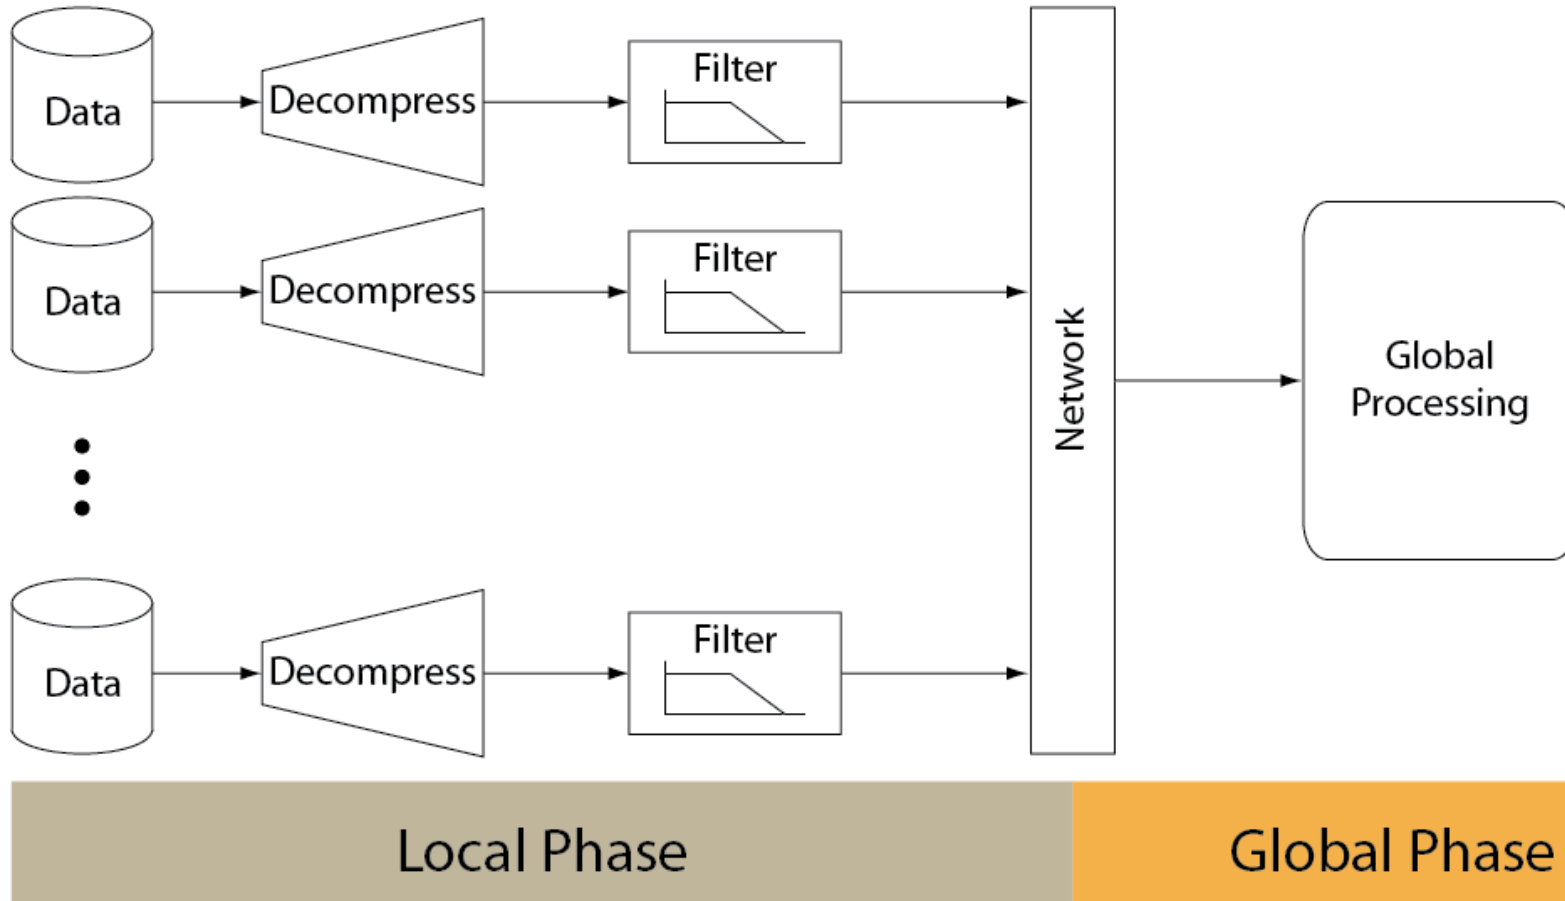 Data
Decompress
Filter
Data
Decompress
Filter
Network
Global
Processing
Data
Decompress
Filter
Local Phase
Global Phase